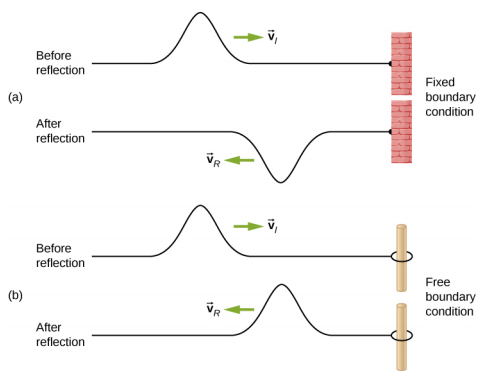 Before
reflection
v⃗I
(a)
Fixed
boundary
condition
After
reflection
v⃗R
Before
reflection
v⃗I
(b)
Free
boundary
condition
After
reflection
v⃗R